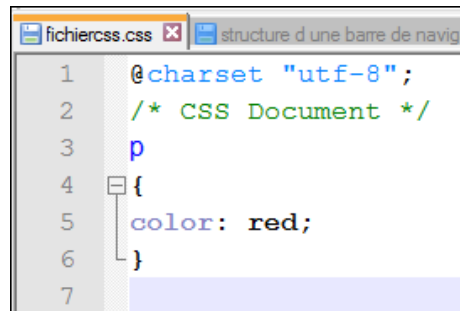 fichiercss.css structure d une barre de navig
1 @charset "utf-8";
2 /* CSS Document */
3 p
4 {
5 color: red;
6 }
7